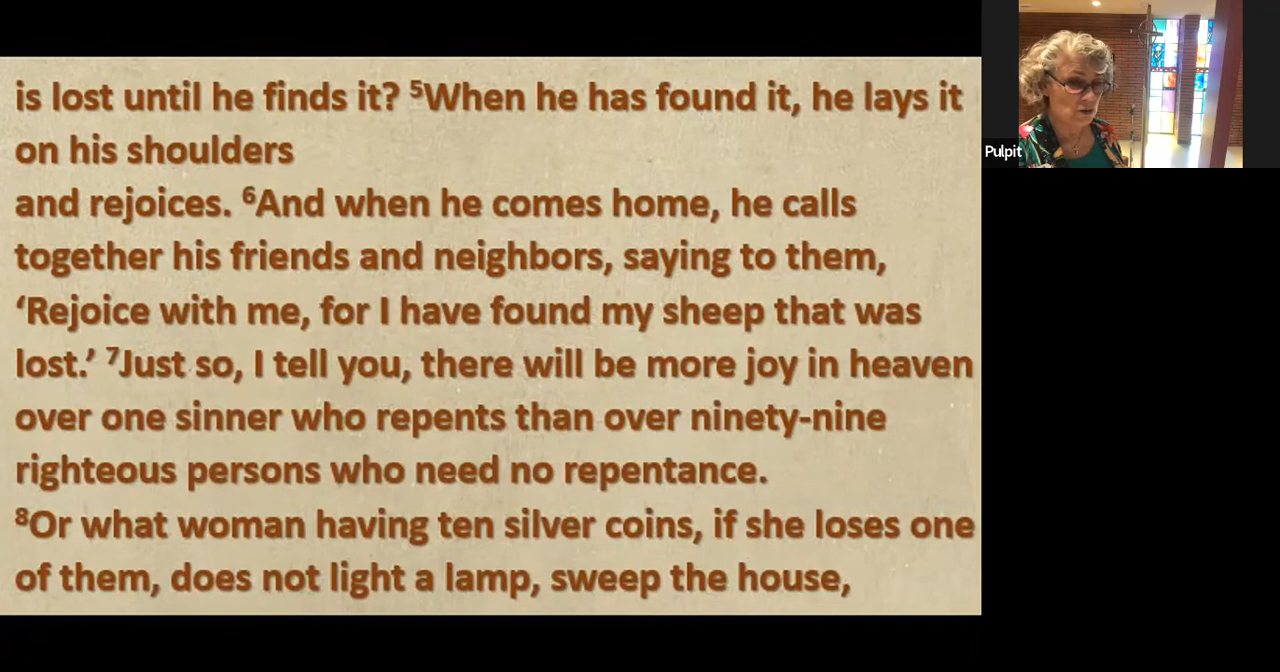 is lost until he finds it? ⁵When he has found it, he lays it
on his shoulders
and rejoices. ⁶And when he comes home, he calls
together his friends and neighbors, saying to them,
‘Rejoice with me, for I have found my sheep that was
lost.’ ⁷Just so, I tell you, there will be more joy in heaven
over one sinner who repents than over ninety-nine
righteous persons who need no repentance.
⁸Or what woman having ten silver coins, if she loses one
of them, does not light a lamp, sweep the house,
Pulpit